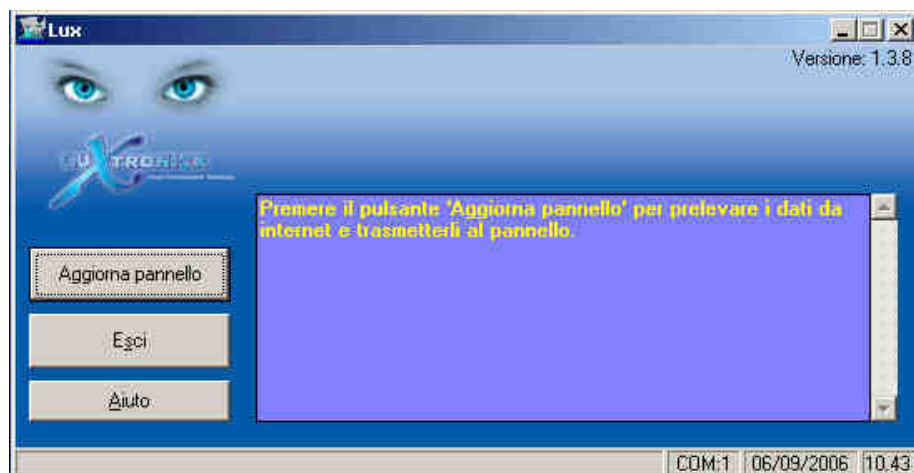 Lux
Versione: 1.3.8
Premere il pulsante 'Aggiorna pannello' per prelevare i dati da
internet e trasmetterli al pannello.
Aggiorna pannello
Esci
Aiuto
COM:1 06/09/2006 10.43